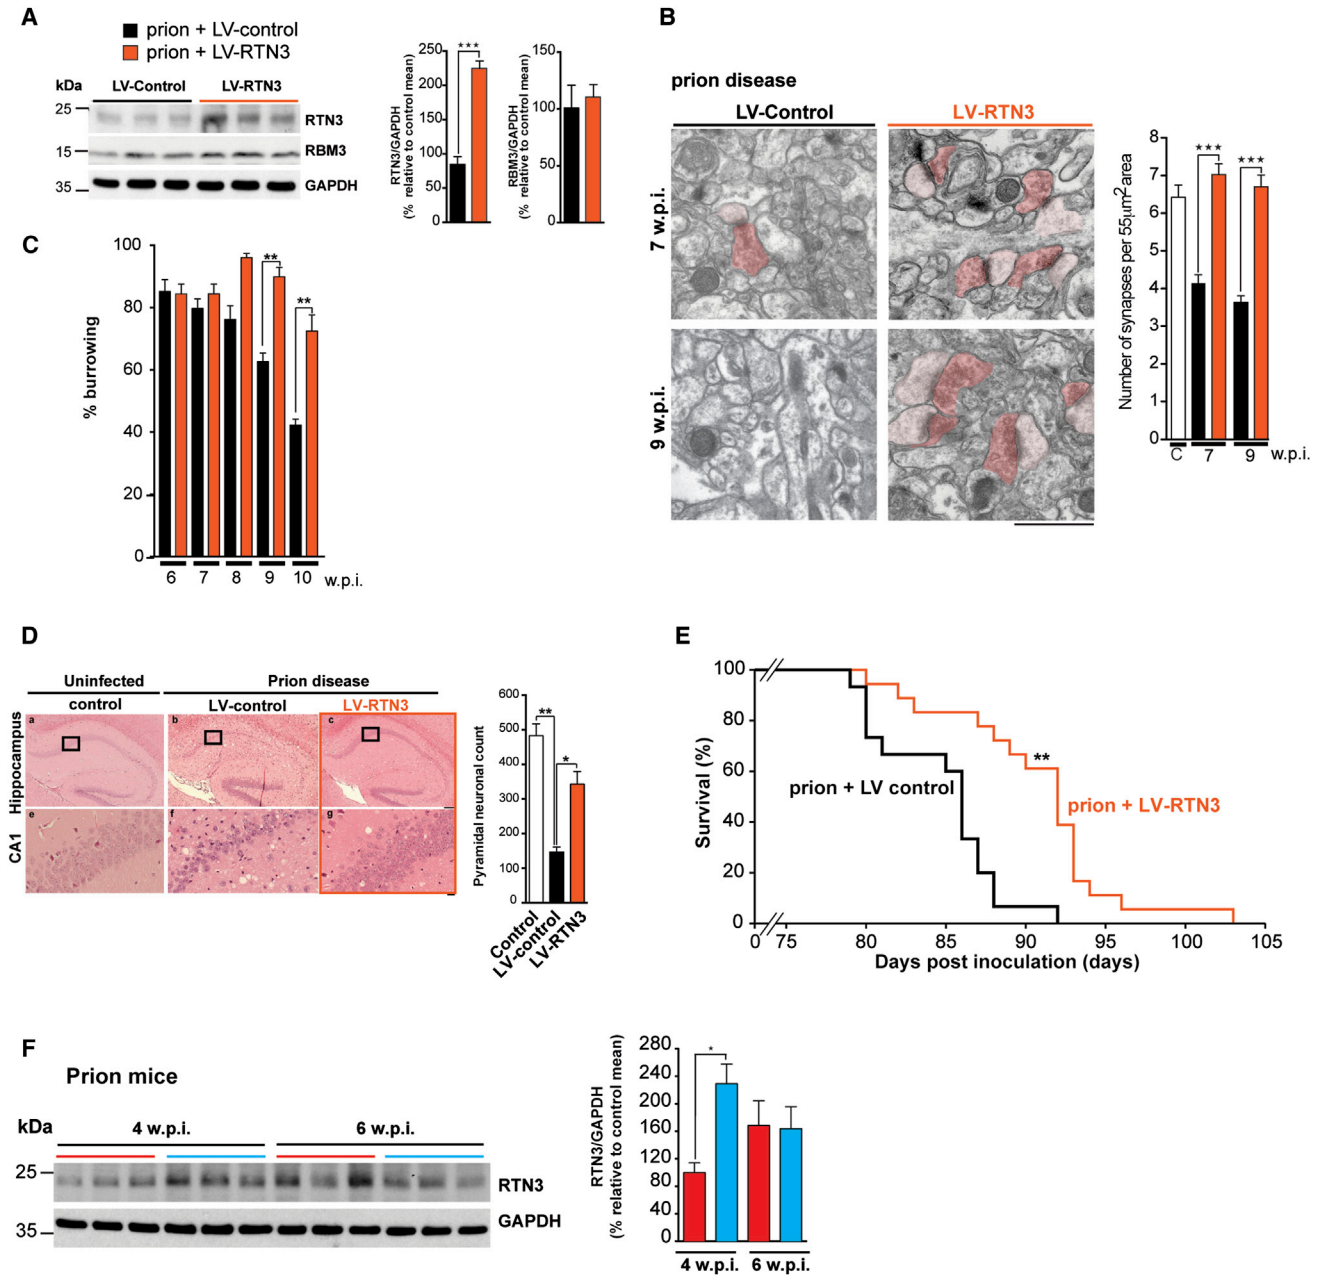 A
prion + LV-control
prion + LV-RTN3
kDa
LV-Control
LV-RTN3
25
RTN3
15
RBM3
35
GAPDH
RTN3/GAPDH
(% relative to control mean)
250
200
150
100
50
0
***
RBM3/GAPDH
(% relative to control mean)
150
100
50
0
B
prion disease
LV-Control
LV-RTN3
7 w.p.i.
9 w.p.i.
Number of synapses per 55µm² area
8
7
6
5
4
3
2
1
0
***
***
C
7
9
w.p.i.
C
% burrowing
100
80
60
40
20
0
**
**
6
7
8
9
10
w.p.i.
D
Uninfected
control
Prion disease
LV-control
LV-RTN3
Hippocampus
CA1
a
b
c
e
f
g
Pyramidal neuronal count
600
500
400
300
200
100
0
**
*
Control
LV-control
LV-RTN3
E
Survival (%)
100
80
60
40
20
0
prion + LV control
**
prion + LV-RTN3
0
75
80
85
90
95
100
105
Days post inoculation (days)
F
Prion mice
kDa
4 w.p.i.
6 w.p.i.
25
RTN3
35
GAPDH
RTN3/GAPDH
(% relative to control mean)
280
240
200
160
120
80
40
0
*
4 w.p.i.
6 w.p.i.